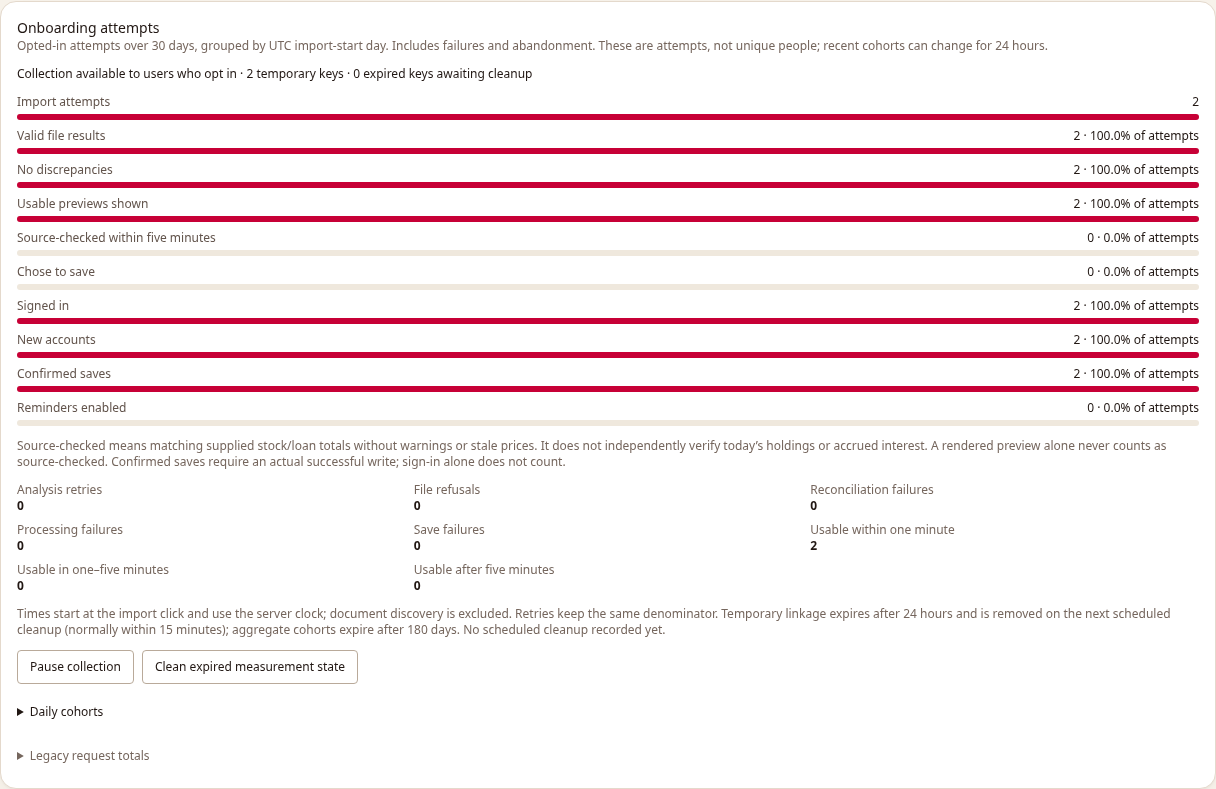 Onboarding attempts
Opted-in attempts over 30 days, grouped by UTC import-start day. Includes failures and abandonment. These are attempts, not unique people; recent cohorts can change for 24 hours.
Collection available to users who opt in · 2 temporary keys · 0 expired keys awaiting cleanup
Import attempts 2
Valid file results 2 · 100.0% of attempts
No discrepancies 2 · 100.0% of attempts
Usable previews shown 2 · 100.0% of attempts
Source-checked within five minutes 0 · 0.0% of attempts
Chose to save 0 · 0.0% of attempts
Signed in 2 · 100.0% of attempts
New accounts 2 · 100.0% of attempts
Confirmed saves 2 · 100.0% of attempts
Reminders enabled 0 · 0.0% of attempts
Source-checked means matching supplied stock/loan totals without warnings or stale prices. It does not independently verify today's holdings or accrued interest. A rendered preview alone never counts as
source-checked. Confirmed saves require an actual successful write; sign-in alone does not count.
Analysis retries File refusals Reconciliation failures
0 0 0
Processing failures Save failures Usable within one minute
0 0 2
Usable in one–five minutes Usable after five minutes
0 0
Times start at the import click and use the server clock; document discovery is excluded. Retries keep the same denominator. Temporary linkage expires after 24 hours and is removed on the next scheduled
cleanup (normally within 15 minutes); aggregate cohorts expire after 180 days. No scheduled cleanup recorded yet.
Pause collection Clean expired measurement state
▶ Daily cohorts
▶ Legacy request totals